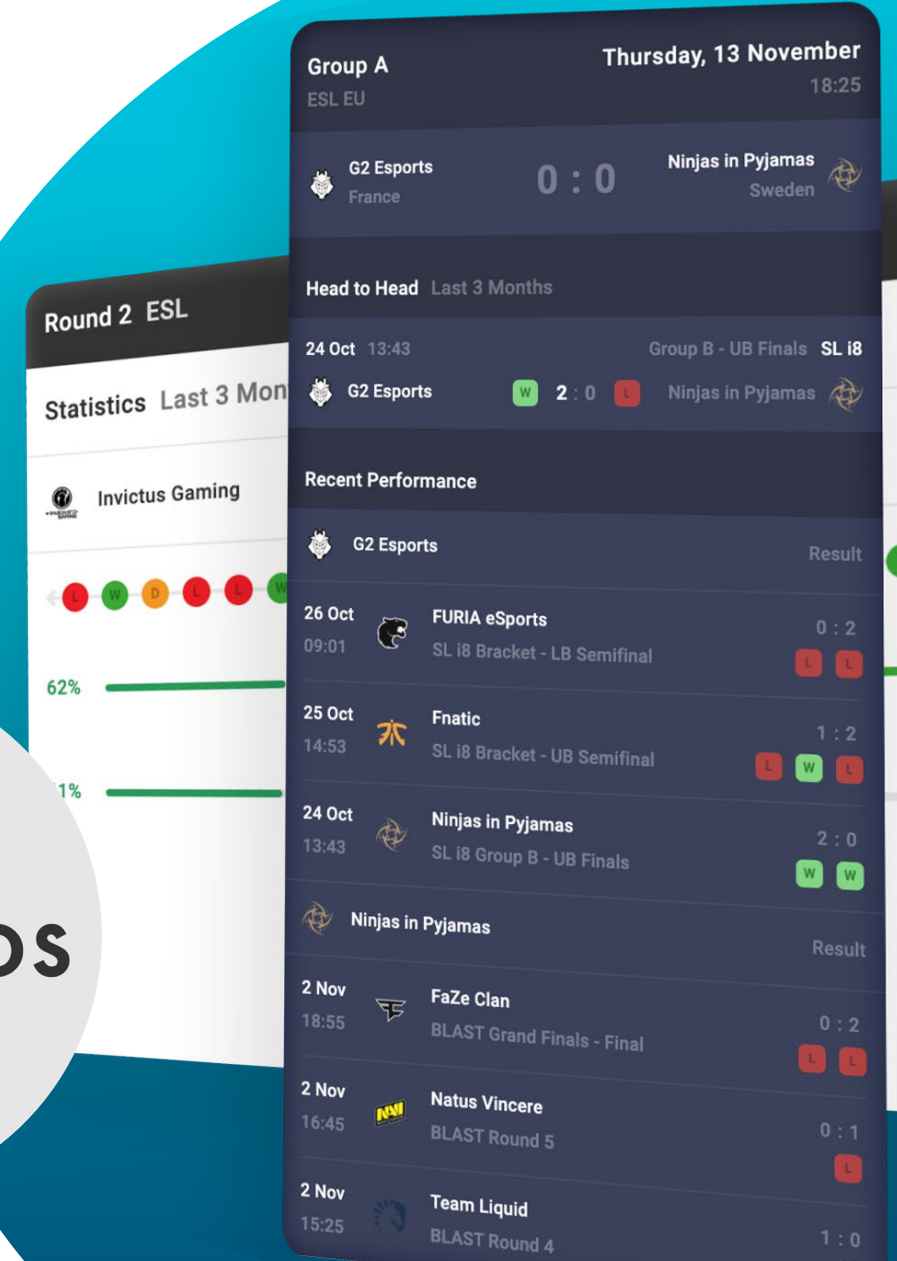 Group A
Thursday, 13 November
ESL EU
18:25
G2 Esports
France
0 : 0
Ninjas in Pyjamas
Sweden
Head to Head Last 3 Months
24 Oct 13:43
Group B - UB Finals SL i8
G2 Esports
W 2 : 0 L
Ninjas in Pyjamas
Recent Performance
G2 Esports
Result
26 Oct
09:01
FURIA eSports
SL i8 Bracket - LB Semifinal
0 : 2
L L
25 Oct
14:53
Fnatic
SL i8 Bracket - UB Semifinal
1 : 2
L W L
24 Oct
13:43
Ninjas in Pyjamas
SL i8 Group B - UB Finals
2 : 0
W W
Ninjas in Pyjamas
Result
2 Nov
18:55
FaZe Clan
BLAST Grand Finals - Final
0 : 2
L L
2 Nov
16:45
NAVI
Natus Vincere
BLAST Round 5
0 : 1
L
2 Nov
15:25
Team Liquid
BLAST Round 4
1 : 0
Round 2 ESL
Statistics Last 3 Mon
Invictus Gaming
L W D L L W
62%
1%
OS